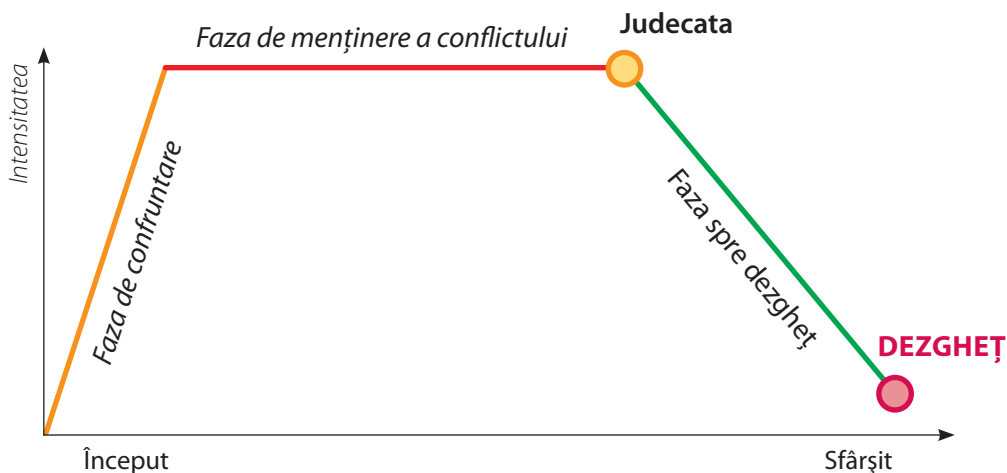 Judecata
Faza de menținere a conflictului
Intensitatea
Faza de confruntare
Faza spre dezgheț
DEZGHEȚ
Început
Sfârșit